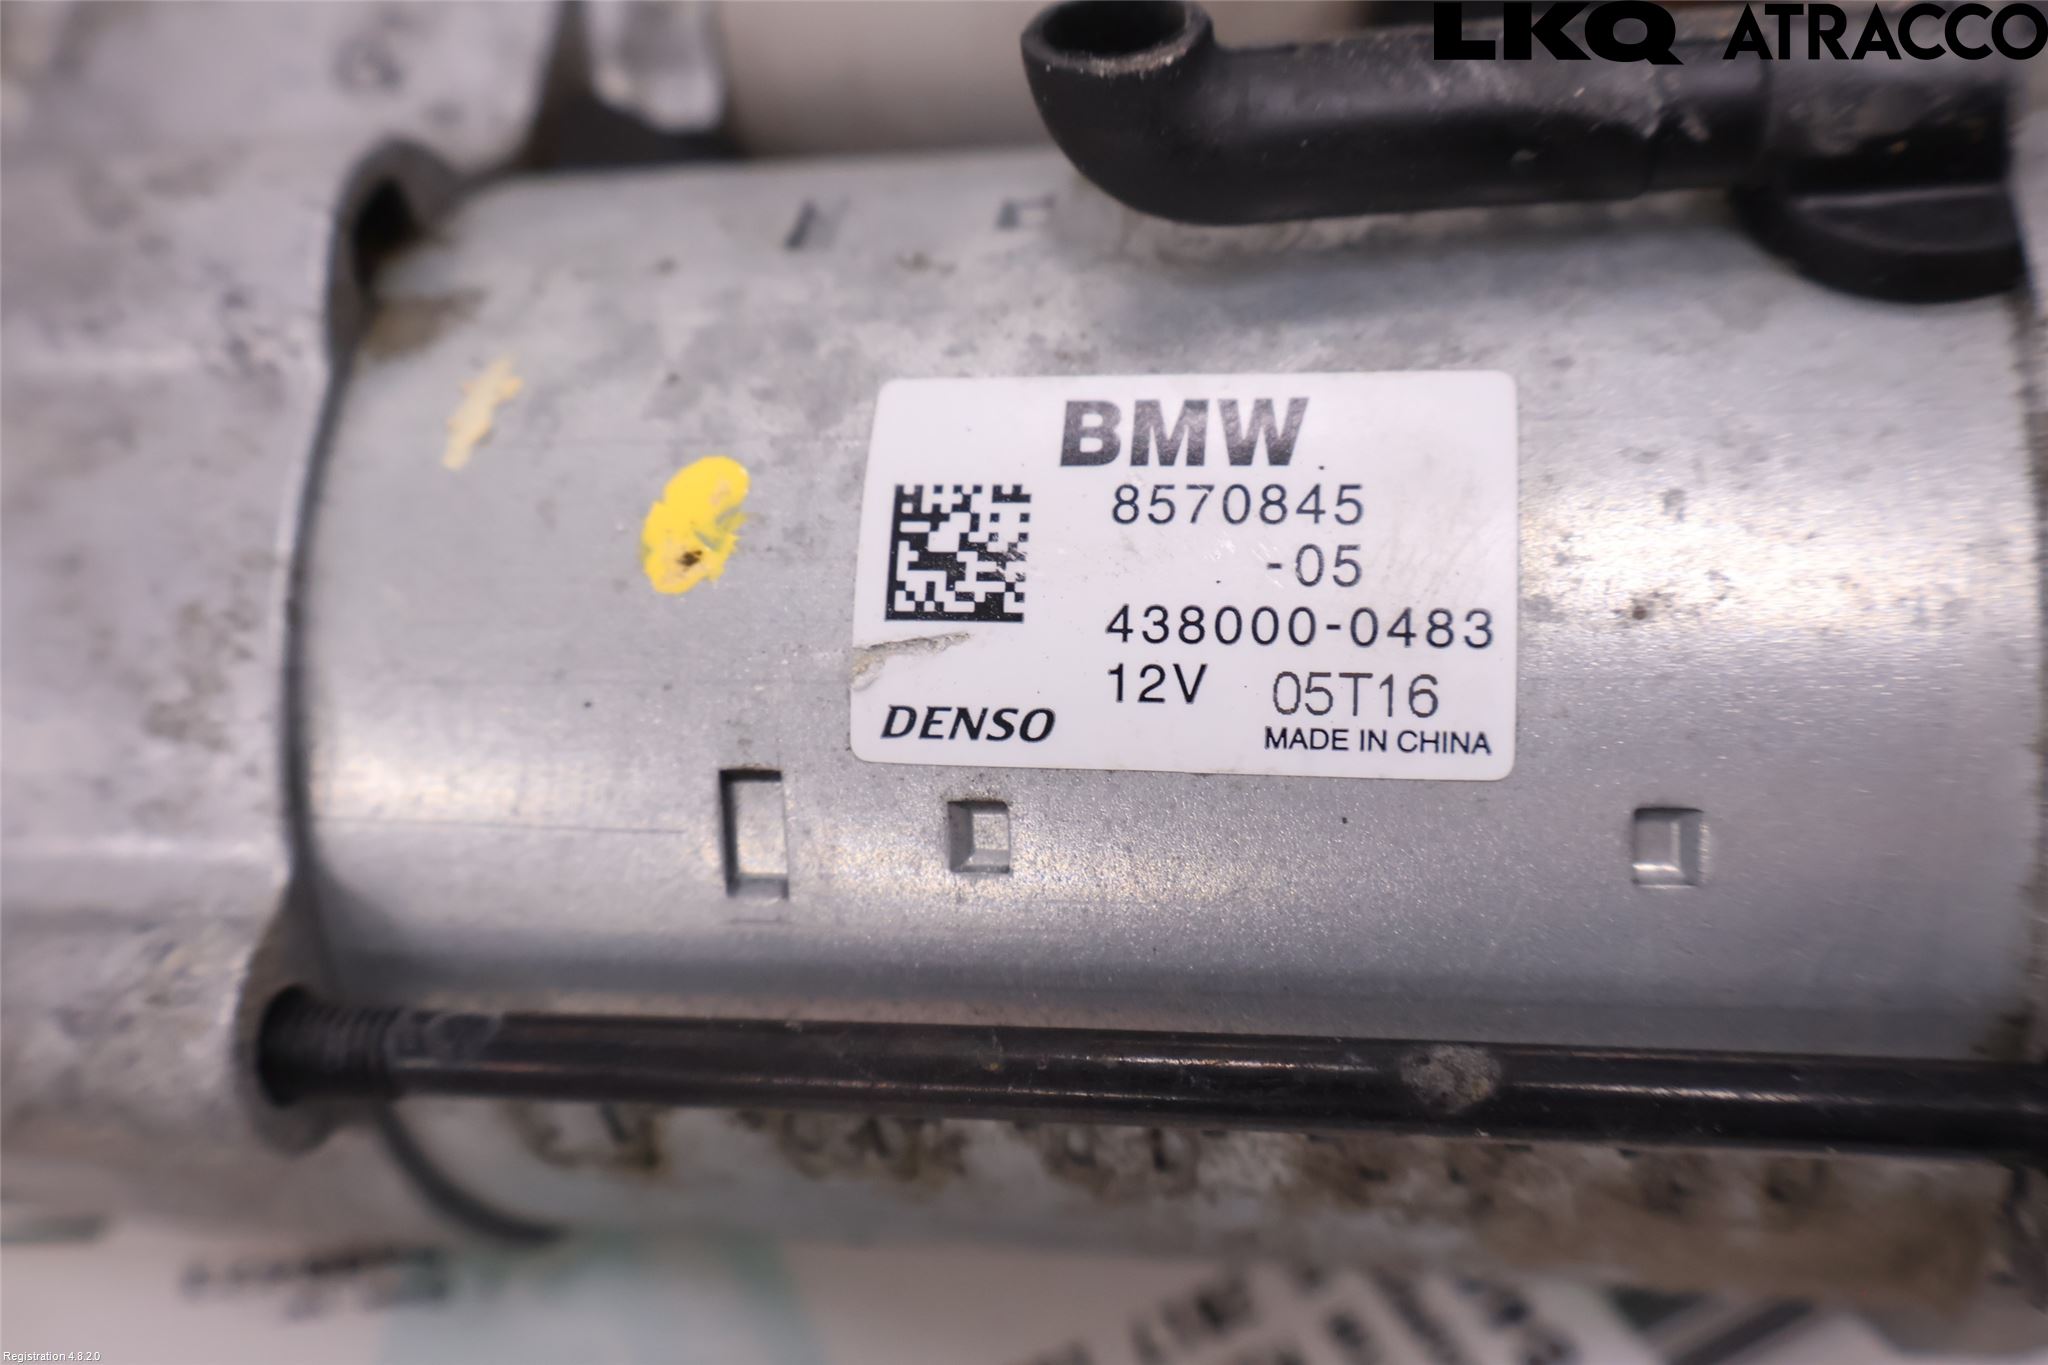 LKQ ATRACCO
BMW
8570845
-05
438000-0483
12V 05T16
DENSO
MADE IN CHINA
Registration 4.8.2.0